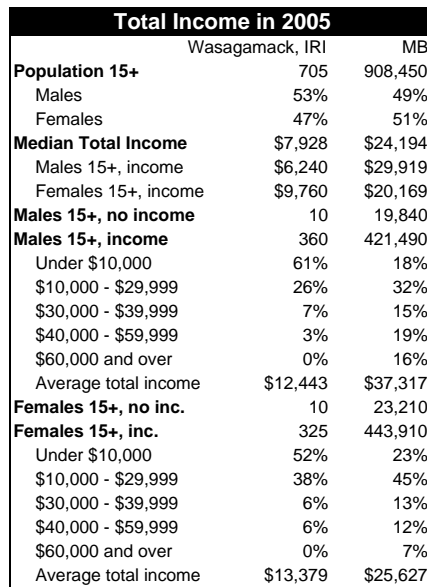 Total Income in 2005
Wasagamack, IRI MB
Population 15+ 705 908,450
Males 53% 49%
Females 47% 51%
Median Total Income $7,928 $24,194
Males 15+, income $6,240 $29,919
Females 15+, income $9,760 $20,169
Males 15+, no income 10 19,840
Males 15+, income 360 421,490
Under $10,000 61% 18%
$10,000 - $29,999 26% 32%
$30,000 - $39,999 7% 15%
$40,000 - $59,999 3% 19%
$60,000 and over 0% 16%
Average total income $12,443 $37,317
Females 15+, no inc. 10 23,210
Females 15+, inc. 325 443,910
Under $10,000 52% 23%
$10,000 - $29,999 38% 45%
$30,000 - $39,999 6% 13%
$40,000 - $59,999 6% 12%
$60,000 and over 0% 7%
Average total income $13,379 $25,627